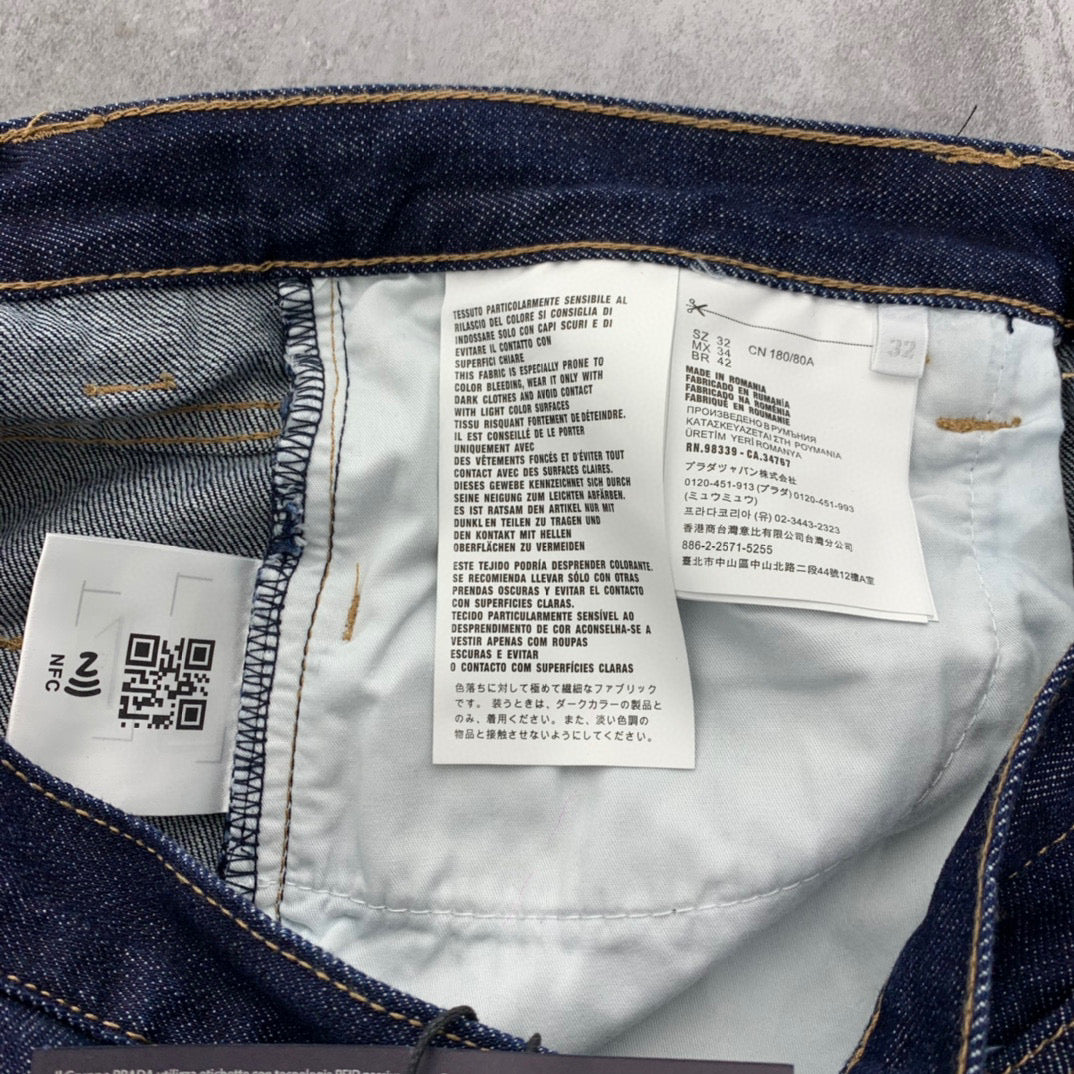 TESSUTO PARTICOLARMENTE SENSIBILE AL
RILASCIO DEL COLORE SI CONSIGLIA DI
INDOSSARE SOLO CON CAPI SCURI E DI
EVITARE IL CONTATTO CON
SUPERFICI CHIARE
THIS FABRIC IS ESPECIALLY PRONE TO
COLOR BLEEDING, WEAR IT ONLY WITH
DARK CLOTHES AND AVOID CONTACT
WITH LIGHT COLOR SURFACES
TISSU RISQUANT FORTEMENT DE DÉTEINDRE.
IL EST CONSEILLÉ DE LE PORTER
UNIQUEMENT AVEC
DES VÊTEMENTS FONCÉS ET D'ÉVITER TOUT
CONTACT AVEC DES SURFACES CLAIRES.
DIESES GEWEBE KENNZEICHNET SICH DURCH
SEINE NEIGUNG ZUM LEICHTEN ABFÄRBEN.
ES IST RATSAM DEN ARTIKEL NUR MIT
DUNKLEN TEILEN ZU TRAGEN UND
DEN KONTAKT MIT HELLEN
OBERFLÄCHEN ZU VERMEIDEN
ESTE TEJIDO PODRÍA DESPRENDER COLORANTE.
SE RECOMIENDA LLEVAR SÓLO CON OTRAS
PRENDAS OSCURAS Y EVITAR EL CONTACTO
CON SUPERFICIES CLARAS.
TECIDO PARTICULARMENTE SENSÍVEL AO
DESPRENDIMENTO DE COR ACONSELHA-SE A
VESTIR APENAS COM ROUPAS
ESCURAS E EVITAR
O CONTACTO COM SUPERFÍCIES CLARAS
色落ちに対して極めて繊細なファブリック
です。装うときは、ダークカラーの製品と
のみ、着用ください。また、淡い色調の
物品と接触させないようにしてください。
SZ 32
MX 34 CN 180/80A
BR 42
32
MADE IN ROMANIA
FABRICADO EN RUMANÍA
FABRICADO NA ROMÉNIA
FABRIQUÉ EN ROUMANIE
ПРОИЗВЕДЕНО В РУМЪНИЯ
ΚΑΤΑΣΚΕΥΑΖΕΤΑΙ ΣΤΗ ΡΟΥΜΑΝΙΑ
ÜRETİM YERİ ROMANYA
RN.98339 - CA.34767
プラダジャパン株式会社
0120-451-913 (プラダ) 0120-451-993
(ミュウミュウ)
프라다코리아 (유) 02-3443-2323
香港商台灣意比有限公司台灣分公司
886-2-2571-5255
臺北市中山區中山北路二段44號12樓A室
NFC
Il Gruppo PRADA utilizza etichette con tecnologia RFID